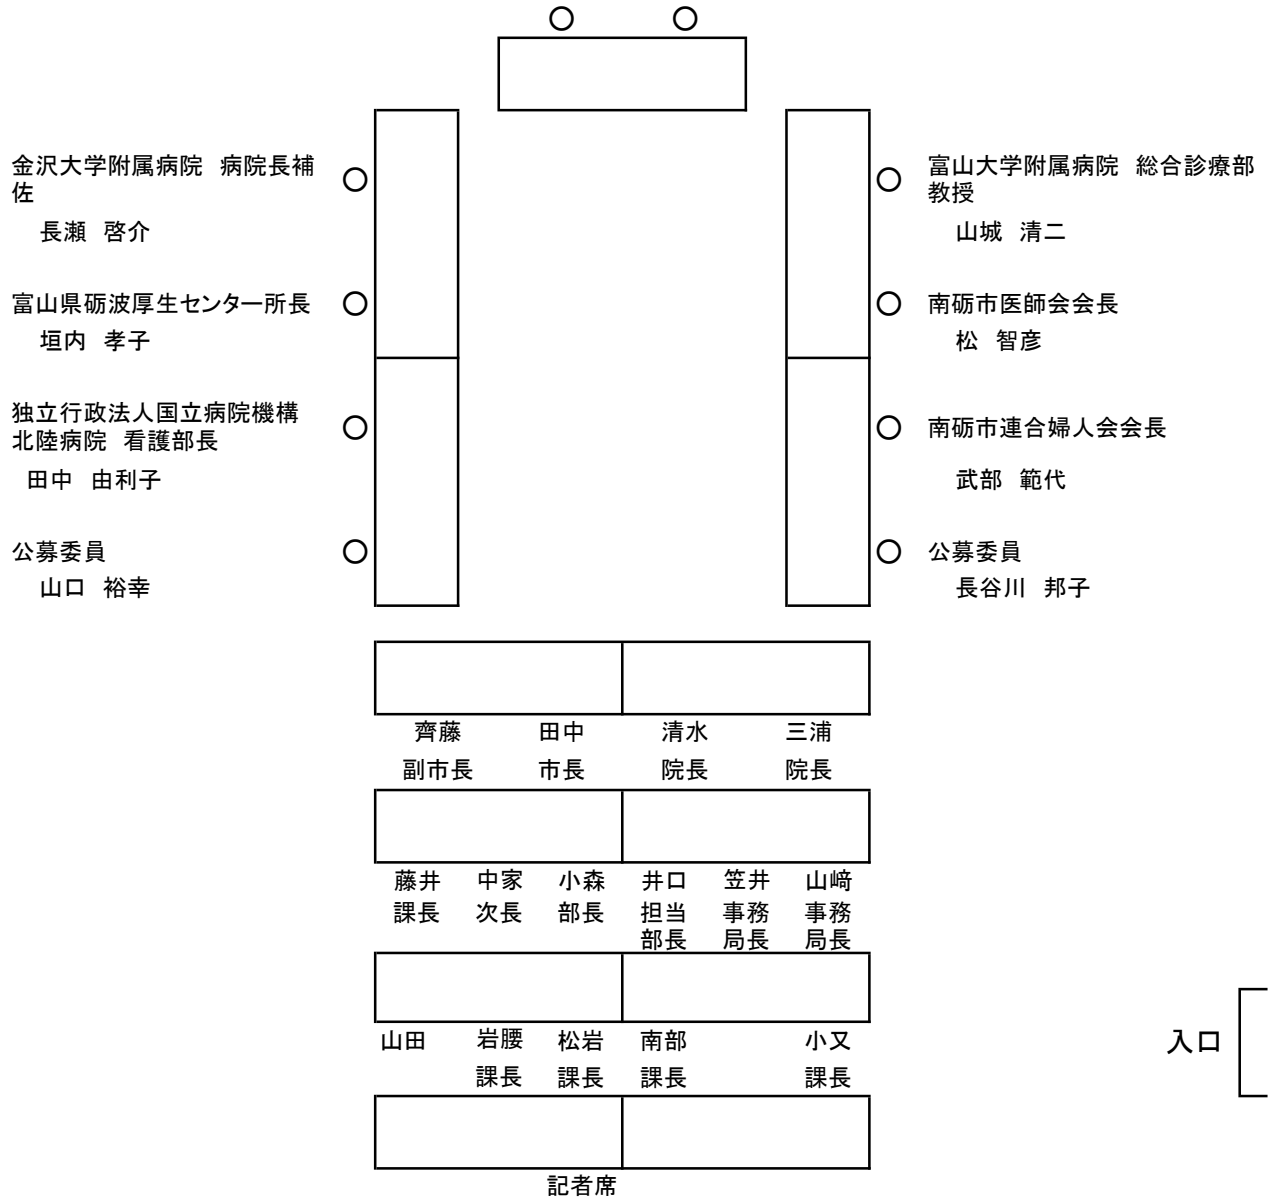 金沢大学附属病院 病院長補
佐
長瀬 啓介
富山県砺波厚生センター所長
垣内 孝子
独立行政法人国立病院機構
北陸病院 看護部長
田中 由利子
公募委員
山口 裕幸
富山大学附属病院 総合診療部
教授
山城 清二
南砺市医師会会長
松 智彦
南砺市連合婦人会会長
武部 範代
公募委員
長谷川 邦子
齊藤 田中 清水 三浦
副市長 市長 院長 院長
藤井 中家 小森 井口 笠井 山﨑
課長 次長 部長 担当 事務 事務
部長 局長 局長
山田 岩腰 松岩 南部 小又
課長 課長 課長 課長
入口
記者席